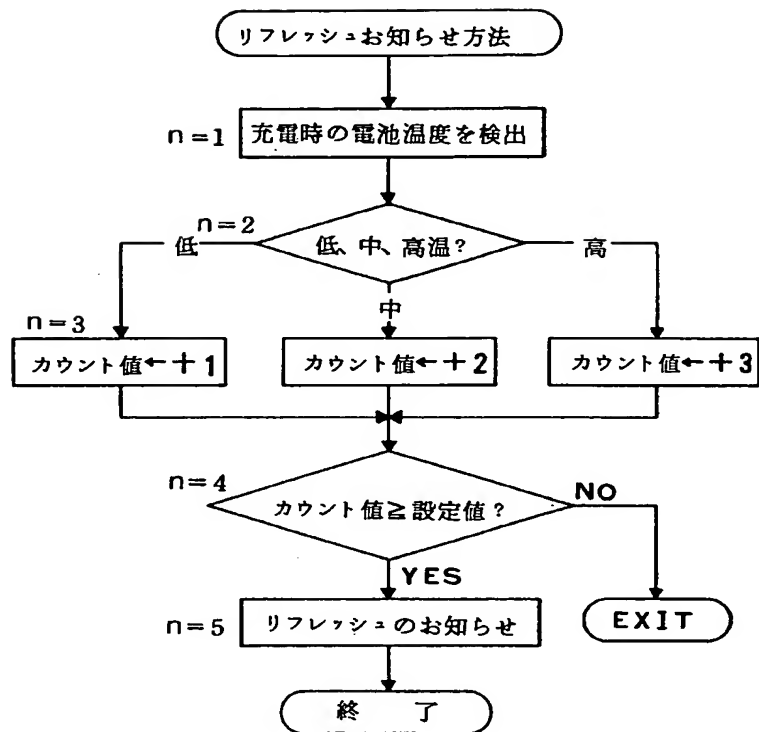 リフレッシュお知らせ方法
n=1
充電時の電池温度を検出
n=2
低
低、中、高温?
高
中
n=3
カウント値←+1
カウント値←+2
カウント値←+3
n=4
カウント値≧設定値?
NO
YES
n=5
リフレッシュのお知らせ
EXIT
終 了